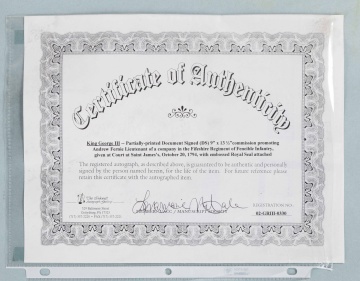 Certificate of Authenticity
King George III -- Partially-printed Document Signed (DS) 9" x 13 ½" commission promoting
Andrew Fernie Lieutenant of a company in the Fifeshire Regiment of Fencible Infantry,
given at Court at Saint James's, October 20, 1794, with endorsed Royal Seal attached
The registered autograph, as described above, is guaranteed to be authentic and personally
signed by the person named herein, for the life of the item. For future reference please
retain this certificate with the autographed item.
REGISTRATION NO.